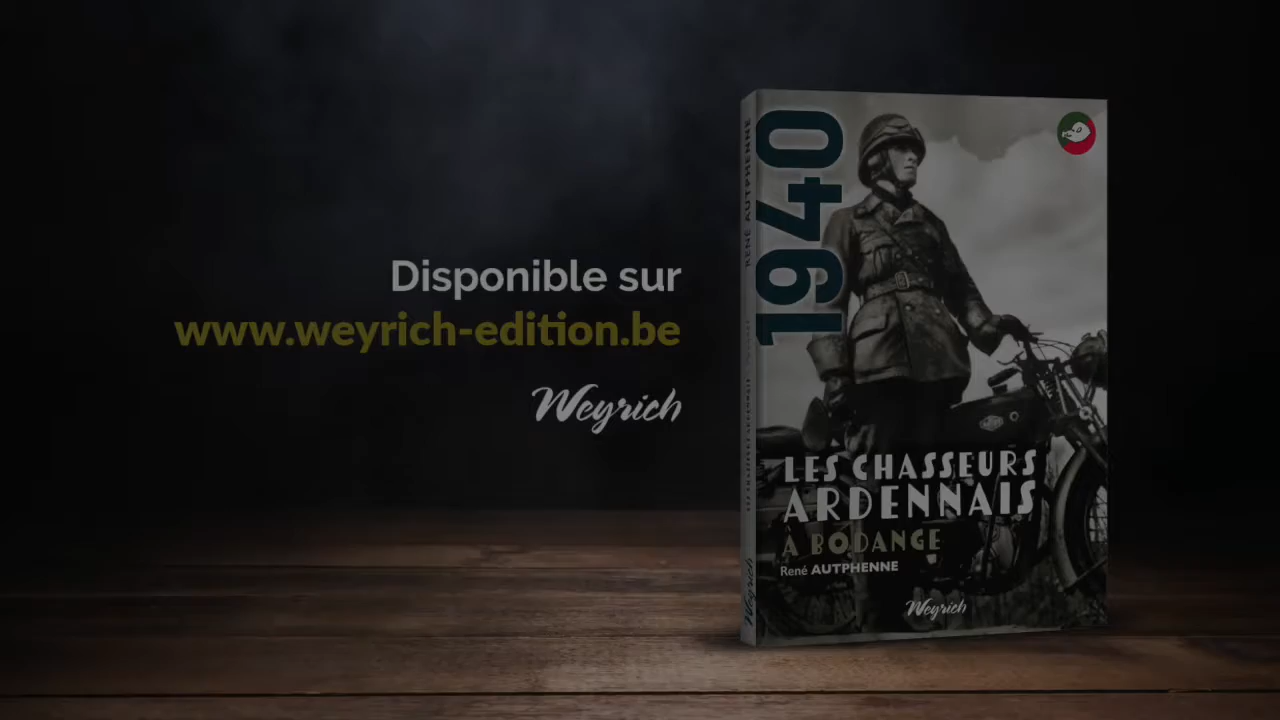 Disponible sur
www.weyrich-edition.be
Weyrich
1940
LES CHASSEURS
ARDENNAIS
À BODANGE
René AUTPHENNE
Weyrich
RENÉ AUTPHENNE
Weyrich